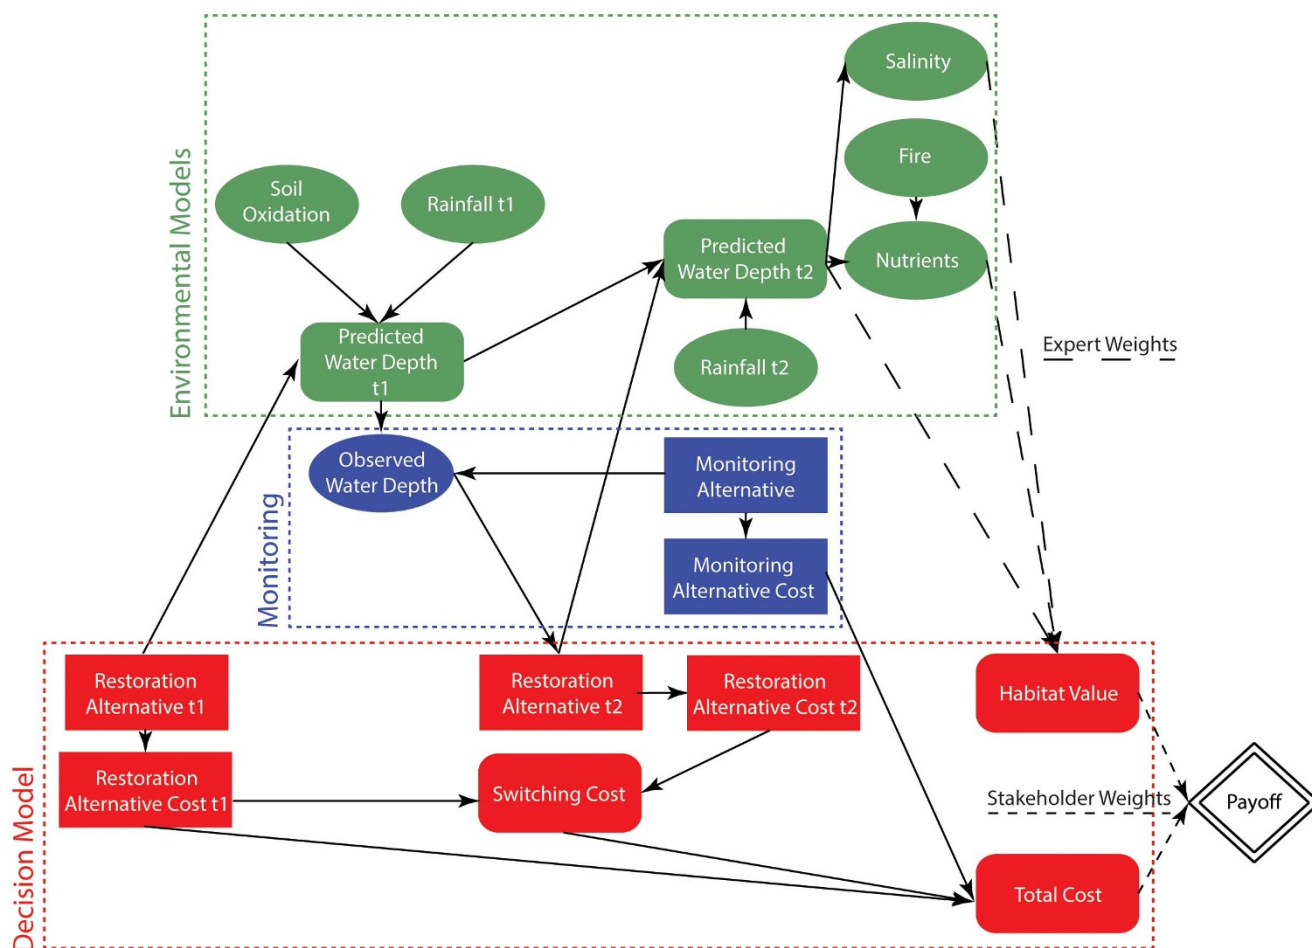 Environmental Models
Salinity
Fire
Soil
Oxidation
Rainfall t1
Predicted
Water Depth t2
Nutrients
Predicted
Water Depth
t1
Rainfall t2
Expert Weights
Monitoring
Observed
Water Depth
Monitoring
Alternative
Monitoring
Alternative Cost
Decision Model
Restoration
Alternative t1
Restoration
Alternative t2
Restoration
Alternative Cost t2
Habitat Value
Restoration
Alternative Cost t1
Switching Cost
Stakeholder Weights
Payoff
Total Cost